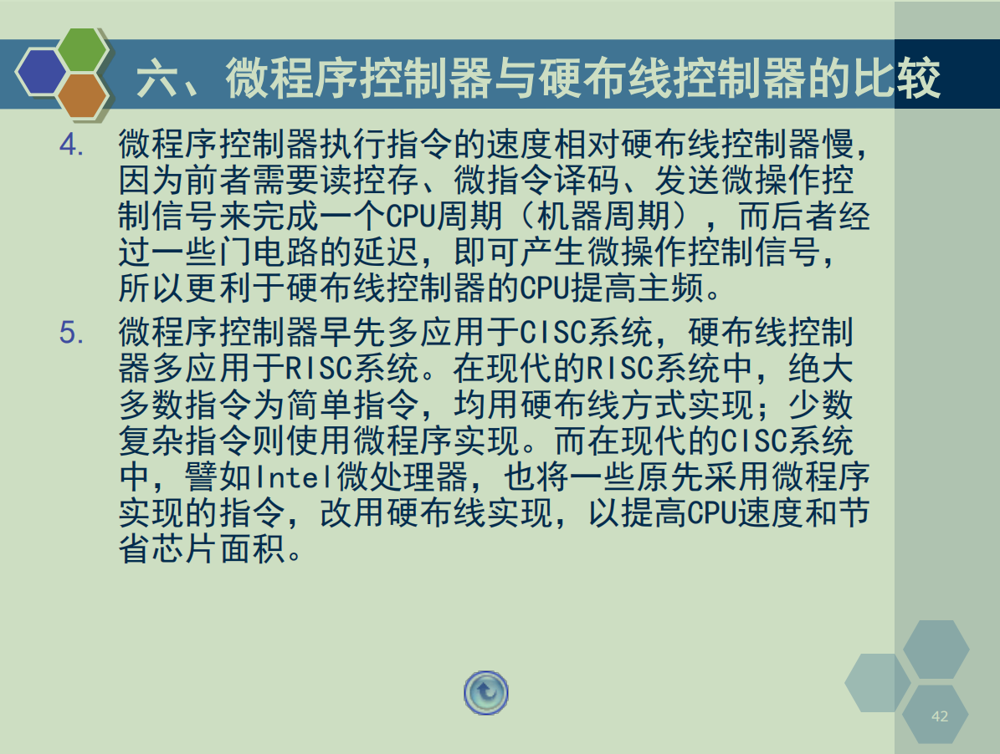 六、微程序控制器与硬布线控制器的比较
4. 微程序控制器执行指令的速度相对硬布线控制器慢，
因为前者需要读控存、微指令译码、发送微操作控
制信号来完成一个CPU周期（机器周期），而后者经
过一些门电路的延迟，即可产生微操作控制信号，
所以更利于硬布线控制器的CPU提高主频。
5. 微程序控制器早先多应用于CISC系统，硬布线控制
器多应用于RISC系统。在现代的RISC系统中，绝大
多数指令为简单指令，均用硬布线方式实现；少数
复杂指令则使用微程序实现。而在现代的CISC系统
中，譬如Intel微处理器，也将一些原先采用微程序
实现的指令，改用硬布线实现，以提高CPU速度和节
省芯片面积。
42